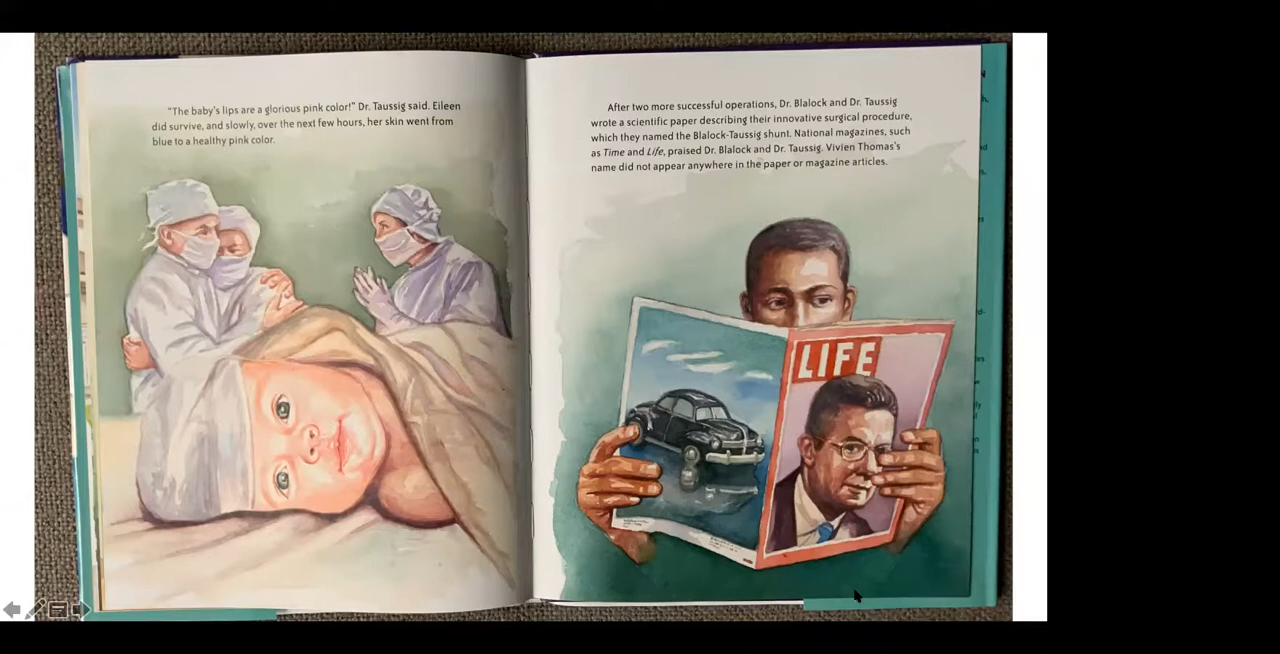 "The baby's lips are a glorious pink color!" Dr. Taussig said. Eileen
did survive, and slowly, over the next few hours, her skin went from
blue to a healthy pink color.
After two more successful operations, Dr. Blalock and Dr. Taussig
wrote a scientific paper describing their innovative surgical procedure,
which they named the Blalock-Taussig shunt. National magazines, such
as Time and Life, praised Dr. Blalock and Dr. Taussig. Vivien Thomas's
name did not appear anywhere in the paper or magazine articles.
LIFE